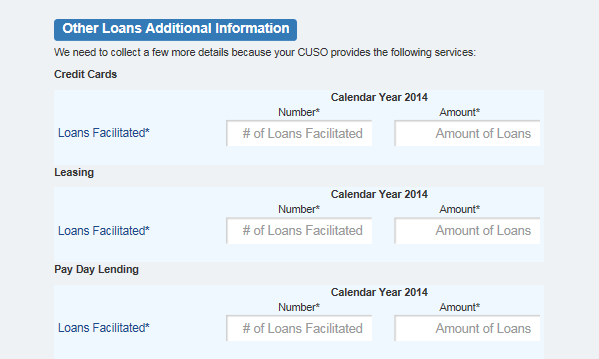 Other Loans Additional Information
We need to collect a few more details because your CUSO provides the following services:
Credit Cards
Calendar Year 2014
Number* Amount*
Loans Facilitated* # of Loans Facilitated Amount of Loans
Leasing
Calendar Year 2014
Number* Amount*
Loans Facilitated* # of Loans Facilitated Amount of Loans
Pay Day Lending
Calendar Year 2014
Number* Amount*
Loans Facilitated* # of Loans Facilitated Amount of Loans